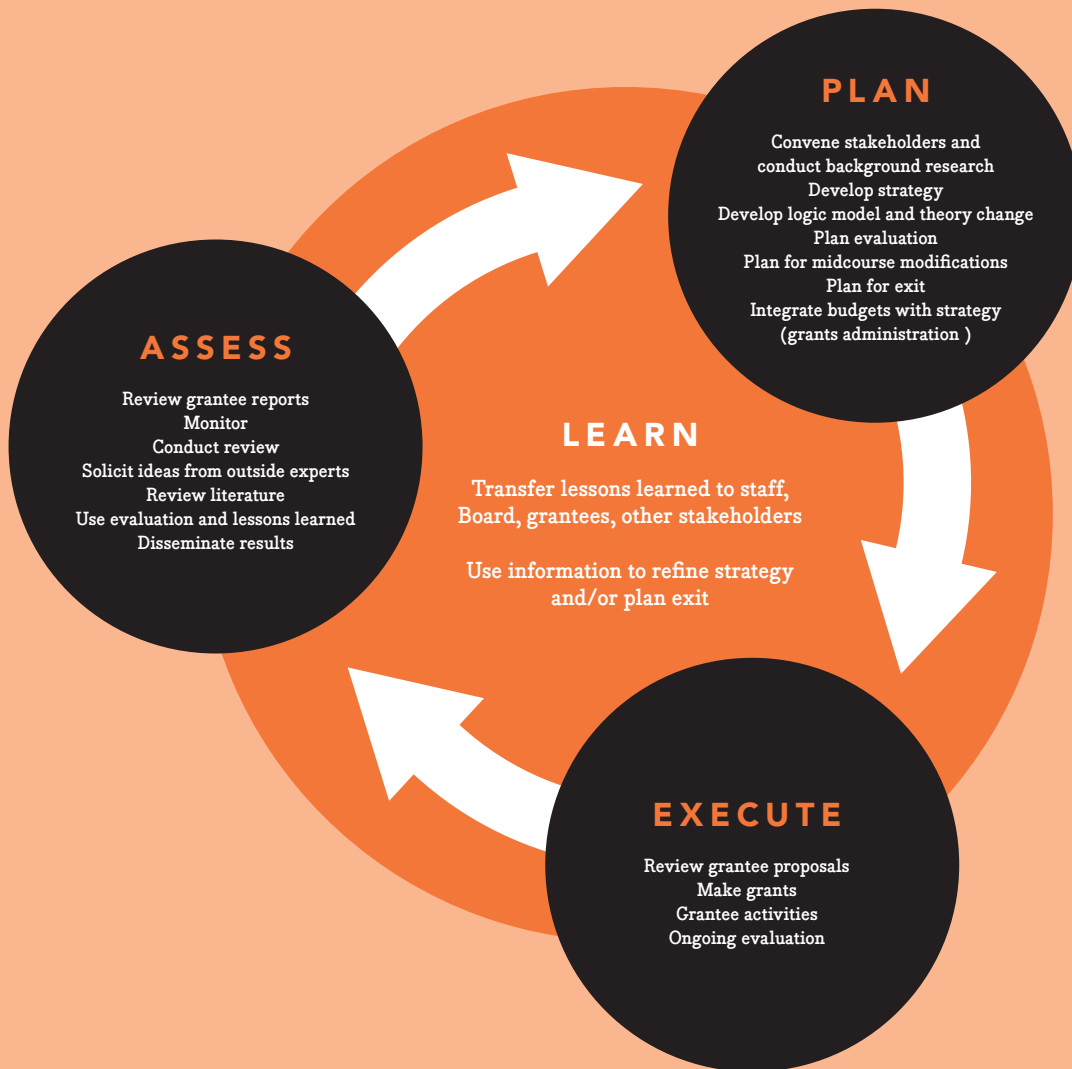 PLAN
Convene stakeholders and
conduct background research
Develop strategy
Develop logic model and theory change
Plan evaluation
Plan for midcourse modifications
Plan for exit
Integrate budgets with strategy
(grants administration )
ASSESS
Review grantee reports
Monitor
Conduct review
Solicit ideas from outside experts
Review literature
Use evaluation and lessons learned
Disseminate results
LEARN
Transfer lessons learned to staff,
Board, grantees, other stakeholders
Use information to refine strategy
and/or plan exit
EXECUTE
Review grantee proposals
Make grants
Grantee activities
Ongoing evaluation